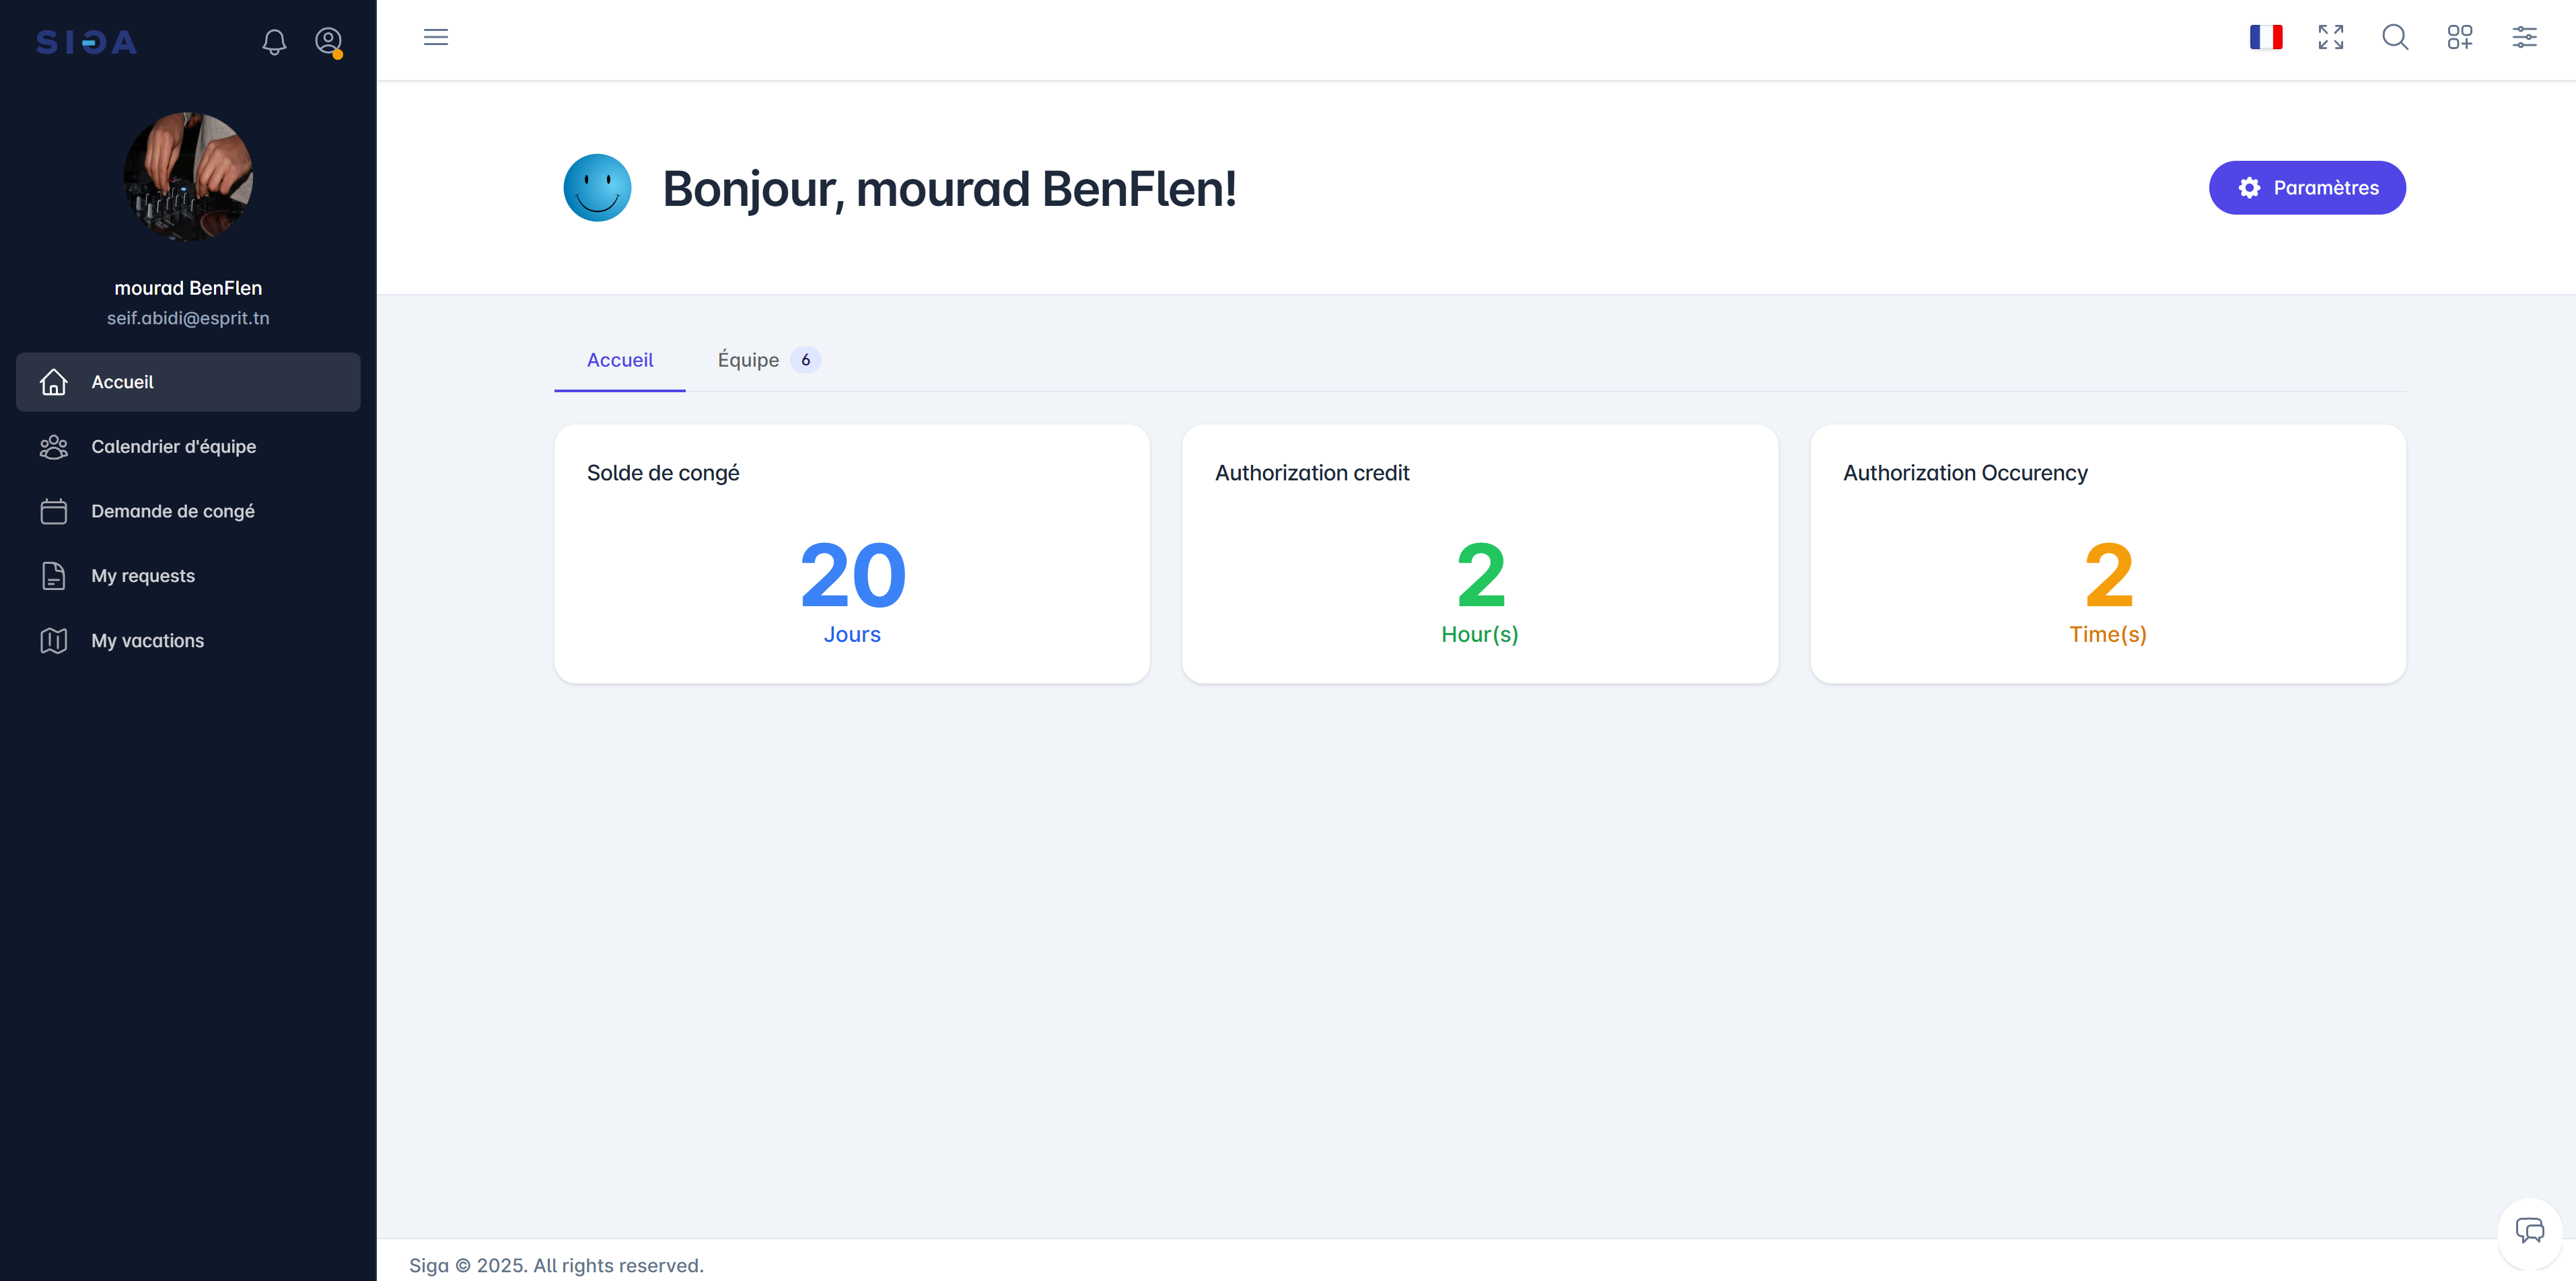 SIGA
mourad BenFlen
seif.abidi@esprit.tn
Accueil
Calendrier d'équipe
Demande de congé
My requests
My vacations
Bonjour, mourad BenFlen!
Paramètres
Accueil
Équipe 6
Solde de congé
20
Jours
Authorization credit
2
Hour(s)
Authorization Occurency
2
Time(s)
Siga © 2025. All rights reserved.